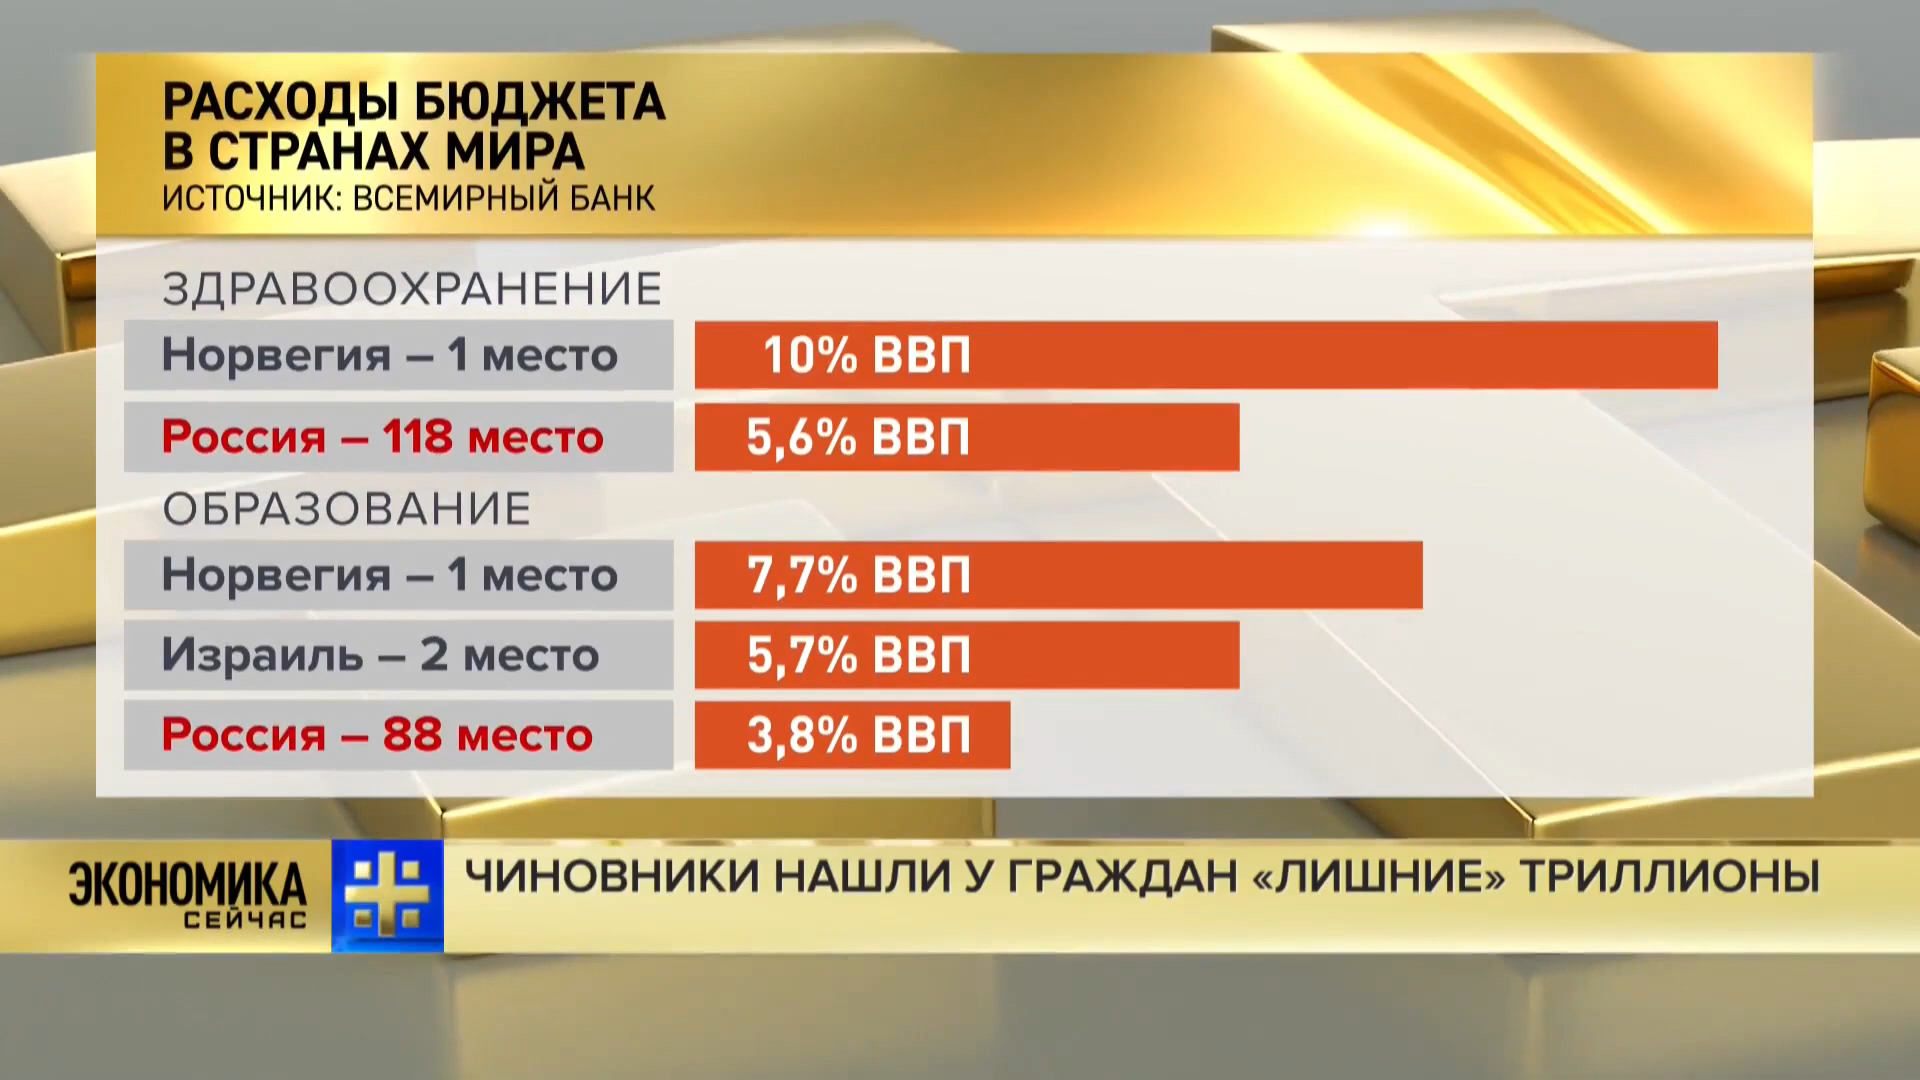 РАСХОДЫ БЮДЖЕТА
В СТРАНАХ МИРА
ИСТОЧНИК: ВСЕМИРНЫЙ БАНК
ЗДРАВООХРАНЕНИЕ
Норвегия – 1 место 10% ВВП
Россия – 118 место 5,6% ВВП
ОБРАЗОВАНИЕ
Норвегия – 1 место 7,7% ВВП
Израиль – 2 место 5,7% ВВП
Россия – 88 место 3,8% ВВП
ЭКОНОМИКА
СЕЙЧАС
ЧИНОВНИКИ НАШЛИ У ГРАЖДАН «ЛИШНИЕ» ТРИЛЛИОНЫ